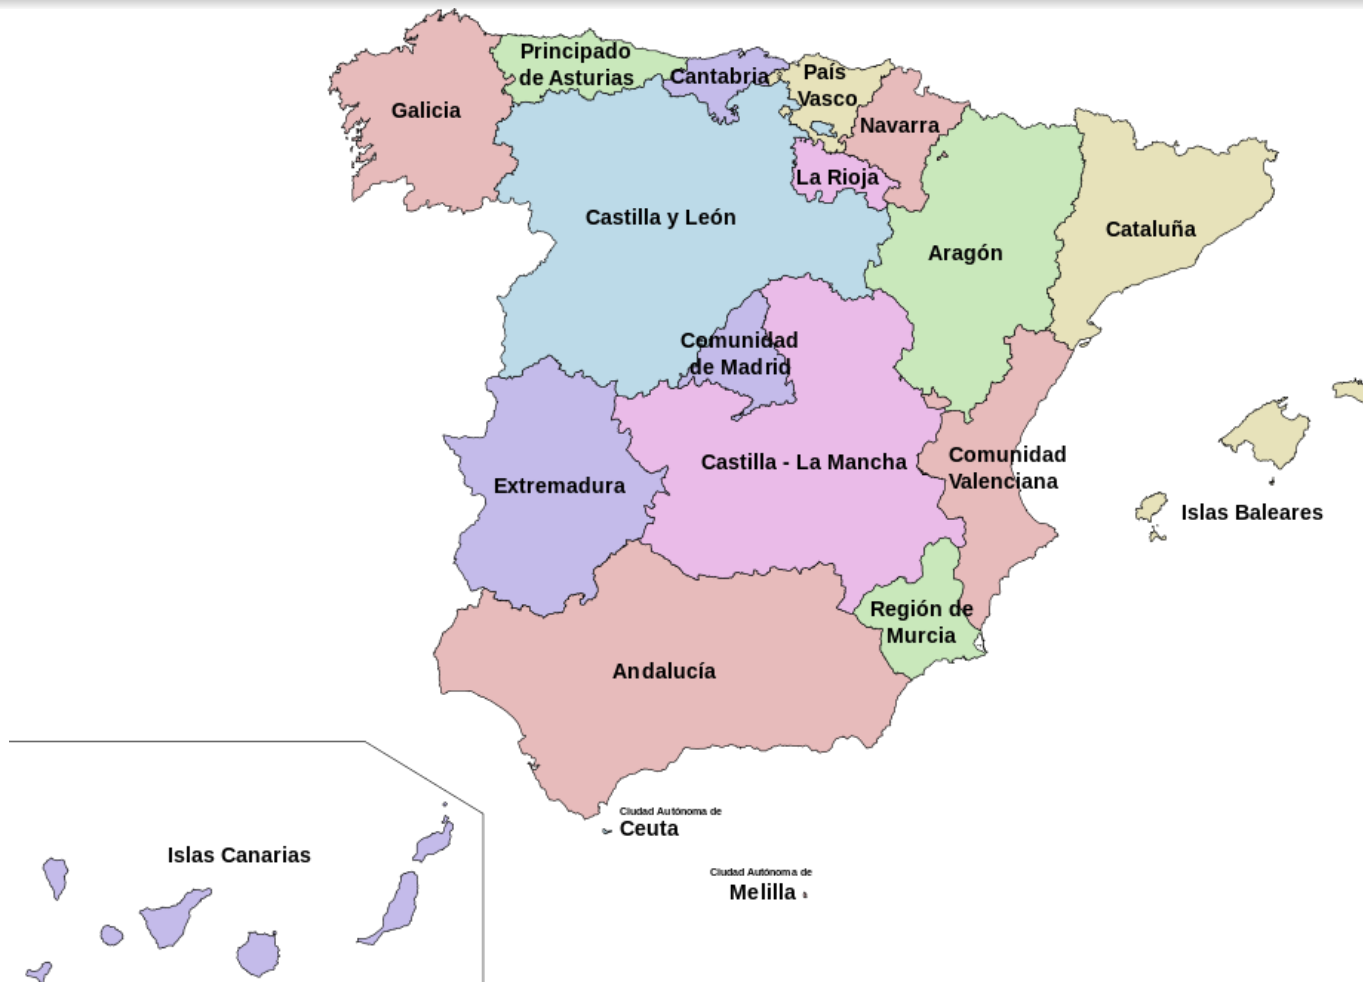 Principado
de Asturias
Cantabria
País
Vasco
Galicia
Navarra
La Rioja
Castilla y León
Aragón
Cataluña
Comunidad
de Madrid
Castilla - La Mancha
Comunidad
Valenciana
Extremadura
Islas Baleares
Región de
Murcia
Andalucía
Ciudad Autónoma de
Ceuta
Islas Canarias
Ciudad Autónoma de
Melilla